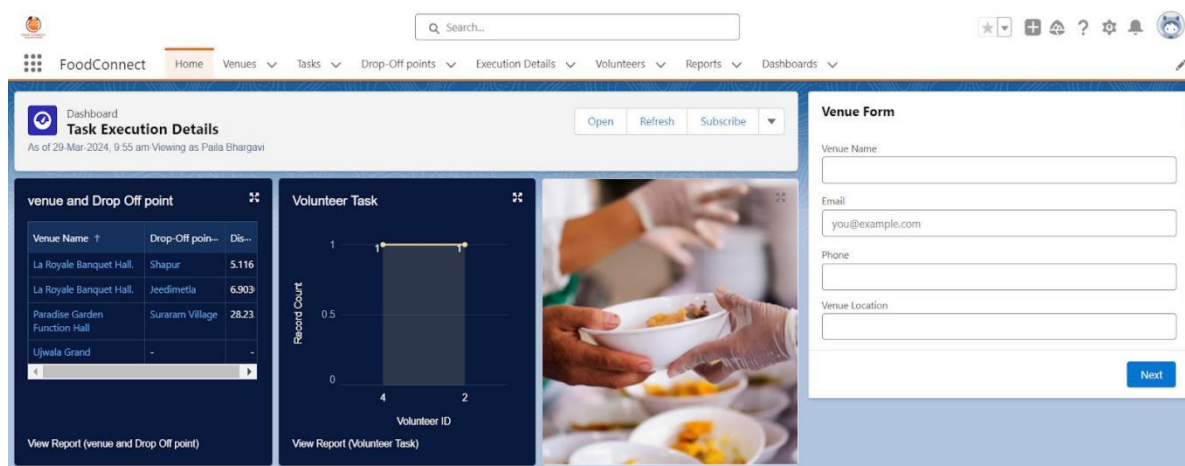 Search...
FoodConnect
Home
Venues
Tasks
Drop-Off points
Execution Details
Volunteers
Reports
Dashboards
Dashboard
Task Execution Details
As of 29-Mar-2024, 9:55 am Viewing as Paila Bhargavi
Open
Refresh
Subscribe
venue and Drop Off point
Venue Name ↑ Drop-Off poin... Dis...
La Royale Banquet Hall. Shapur 5.116
La Royale Banquet Hall. Jeedimetla 6.903
Paradise Garden Suraram Village 28.23
Function Hall
Ujwala Grand - -
View Report (venue and Drop Off point)
Volunteer Task
Record Count
1
1 1
0.5
0
4 2
Volunteer ID
View Report (Volunteer Task)
Venue Form
Venue Name
Email
you@example.com
Phone
Venue Location
Next